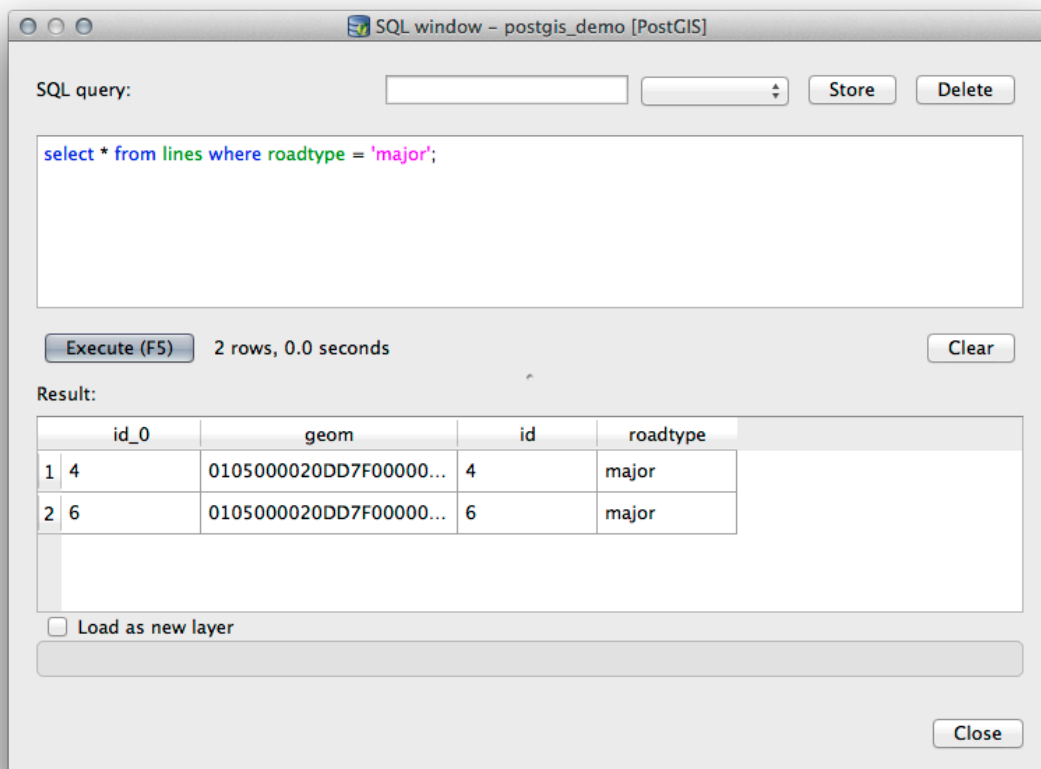 SQL window – postgis_demo [PostGIS]
SQL query:
Store
Delete
select * from lines where roadtype = 'major';
Execute (F5)
2 rows, 0.0 seconds
Clear
Result:
id_0 geom id roadtype
1 4 0105000020DD7F00000... 4 major
2 6 0105000020DD7F00000... 6 major
Load as new layer
Close